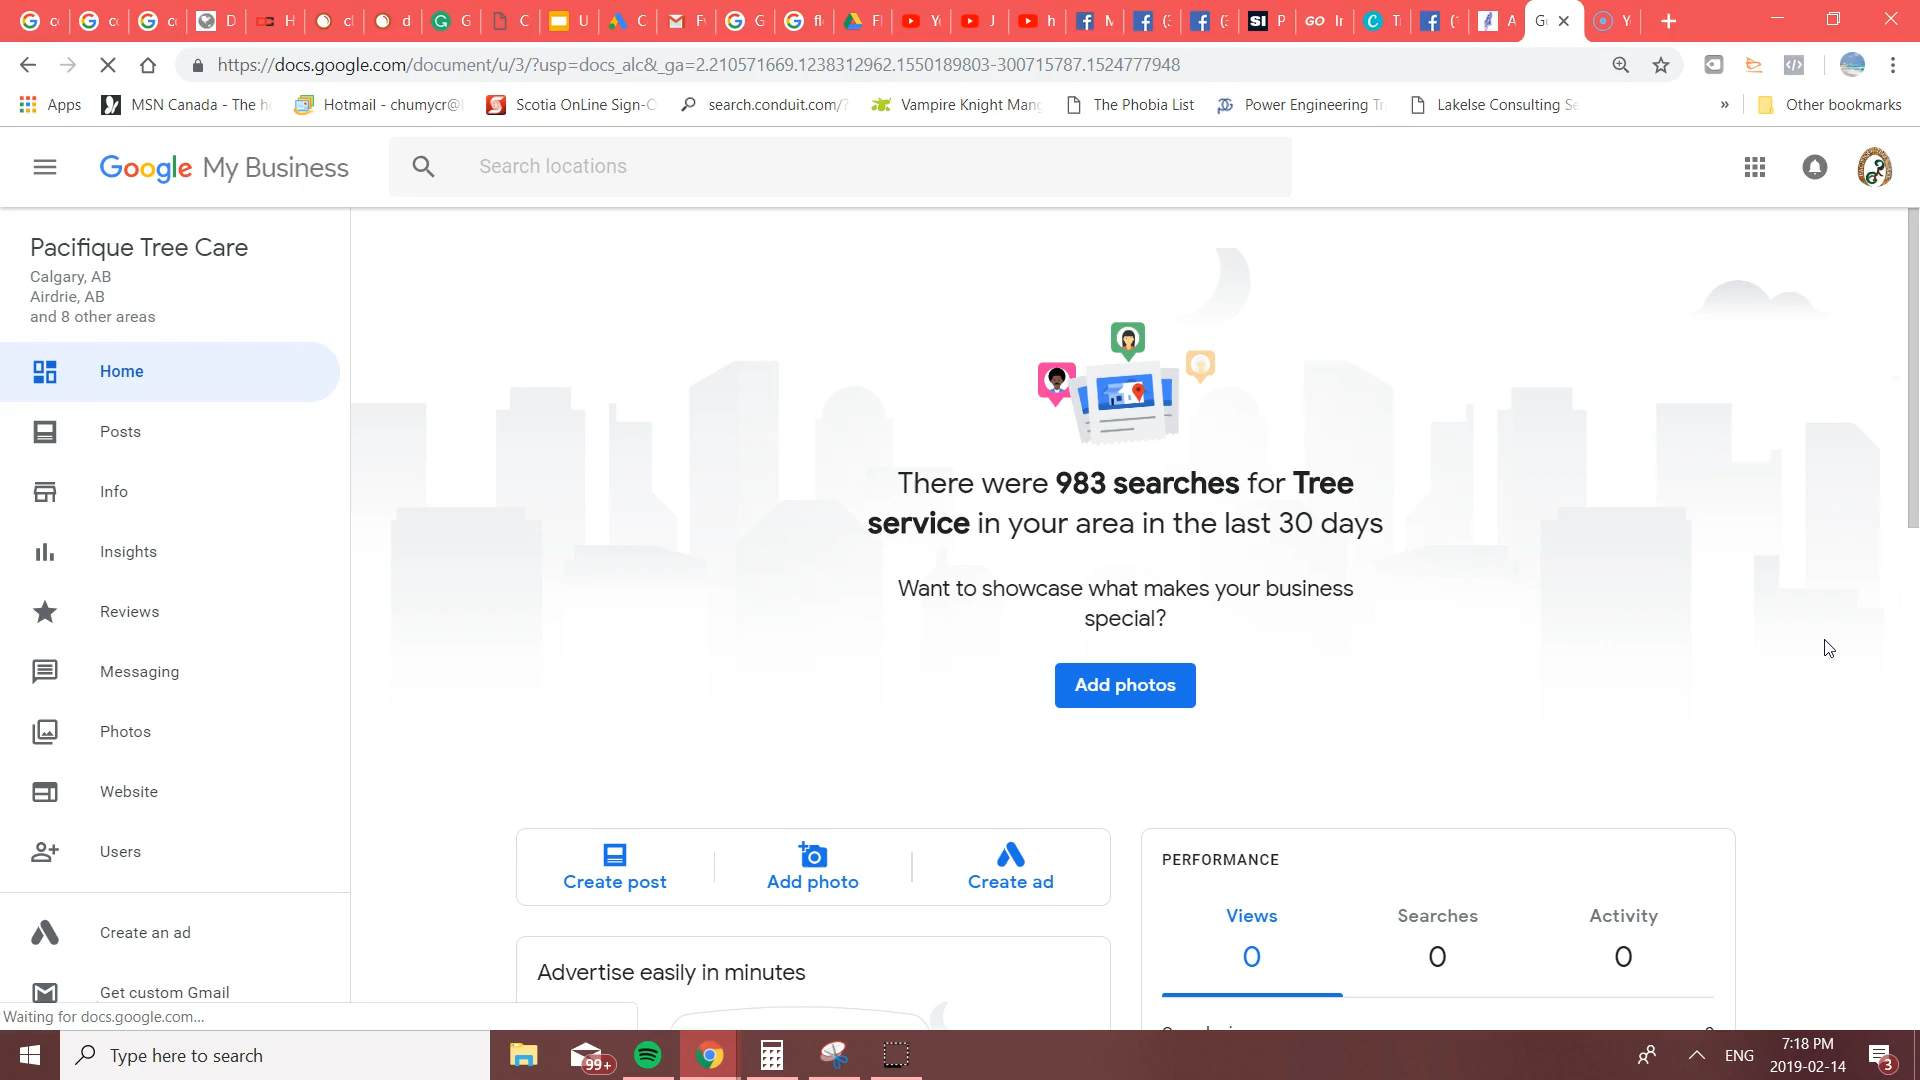 https://docs.google.com/document/u/3/?usp=docs_alc&_ga=2.210571669.1238312962.1550189803-300715787.1524777948
Apps MSN Canada - The h Hotmail - chumycr@ Scotia OnLine Sign- search.conduit.com/ Vampire Knight Man The Phobia List Power Engineering Tr Lakelse Consulting Se » Other bookmarks
Google My Business
Search locations
Pacifique Tree Care
Calgary, AB
Airdrie, AB
and 8 other areas
Home
Posts
Info
Insights
Reviews
Messaging
Photos
Website
Users
Create an ad
Get custom Gmail
There were 983 searches for Tree
service in your area in the last 30 days
Want to showcase what makes your business
special?
Add photos
Create post Add photo Create ad
Advertise easily in minutes
PERFORMANCE
Views Searches Activity
0 0 0
Waiting for docs.google.com...
Type here to search
99+
ENG
7:18 PM
2019-02-14
3